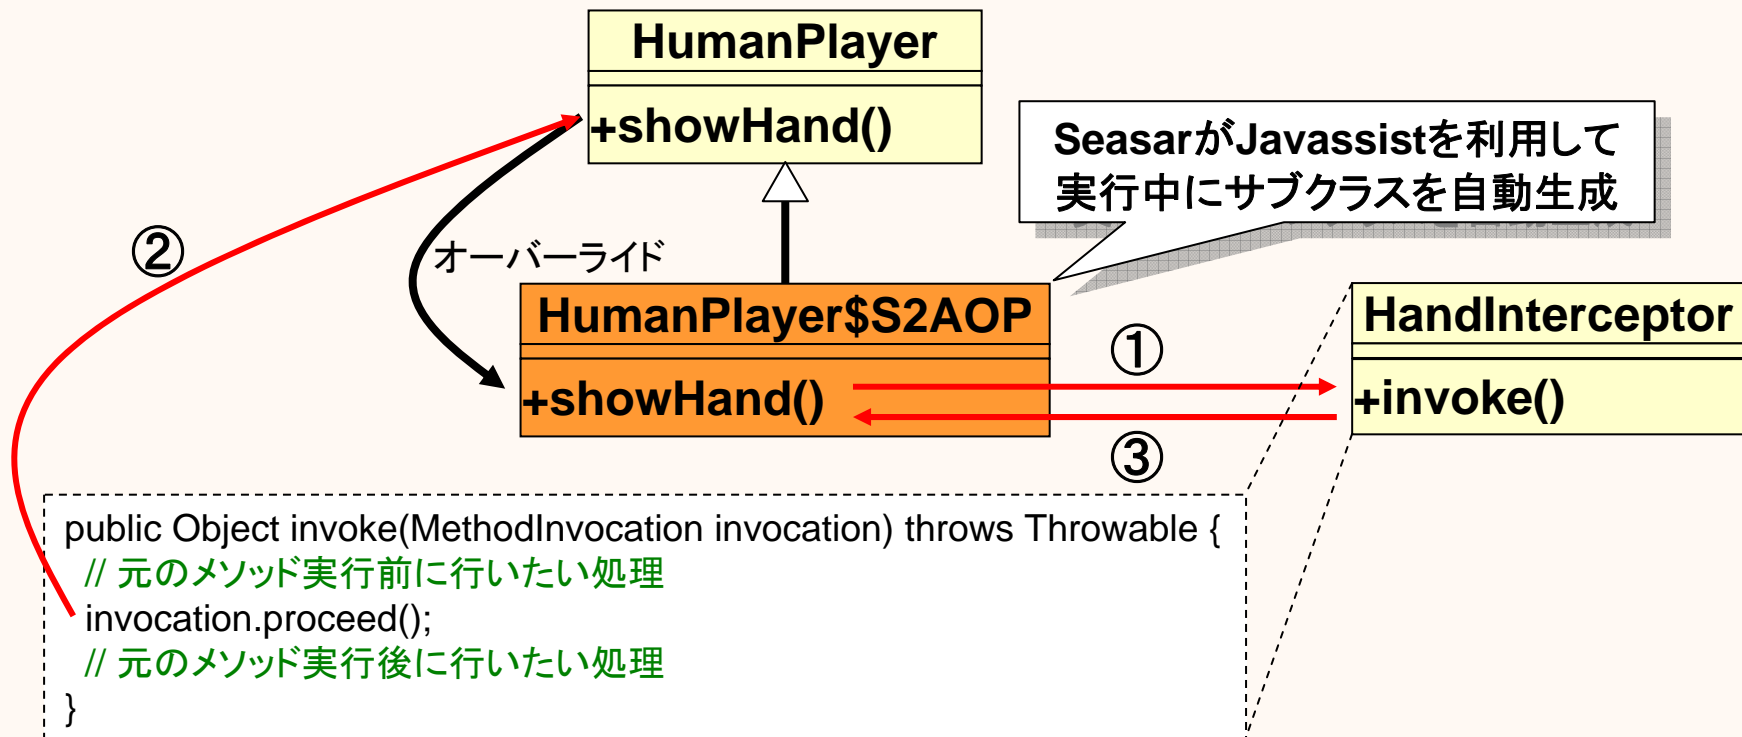 HumanPlayer
+showHand()
SeasarがJavassistを利用して
実行中にサブクラスを自動生成
②
オーバーライド
HumanPlayer$S2AOP
+showHand()
①
③
HandInterceptor
+invoke()
public Object invoke(MethodInvocation invocation) throws Throwable {
// 元のメソッド実行前に行いたい処理
invocation.proceed();
// 元のメソッド実行後に行いたい処理
}